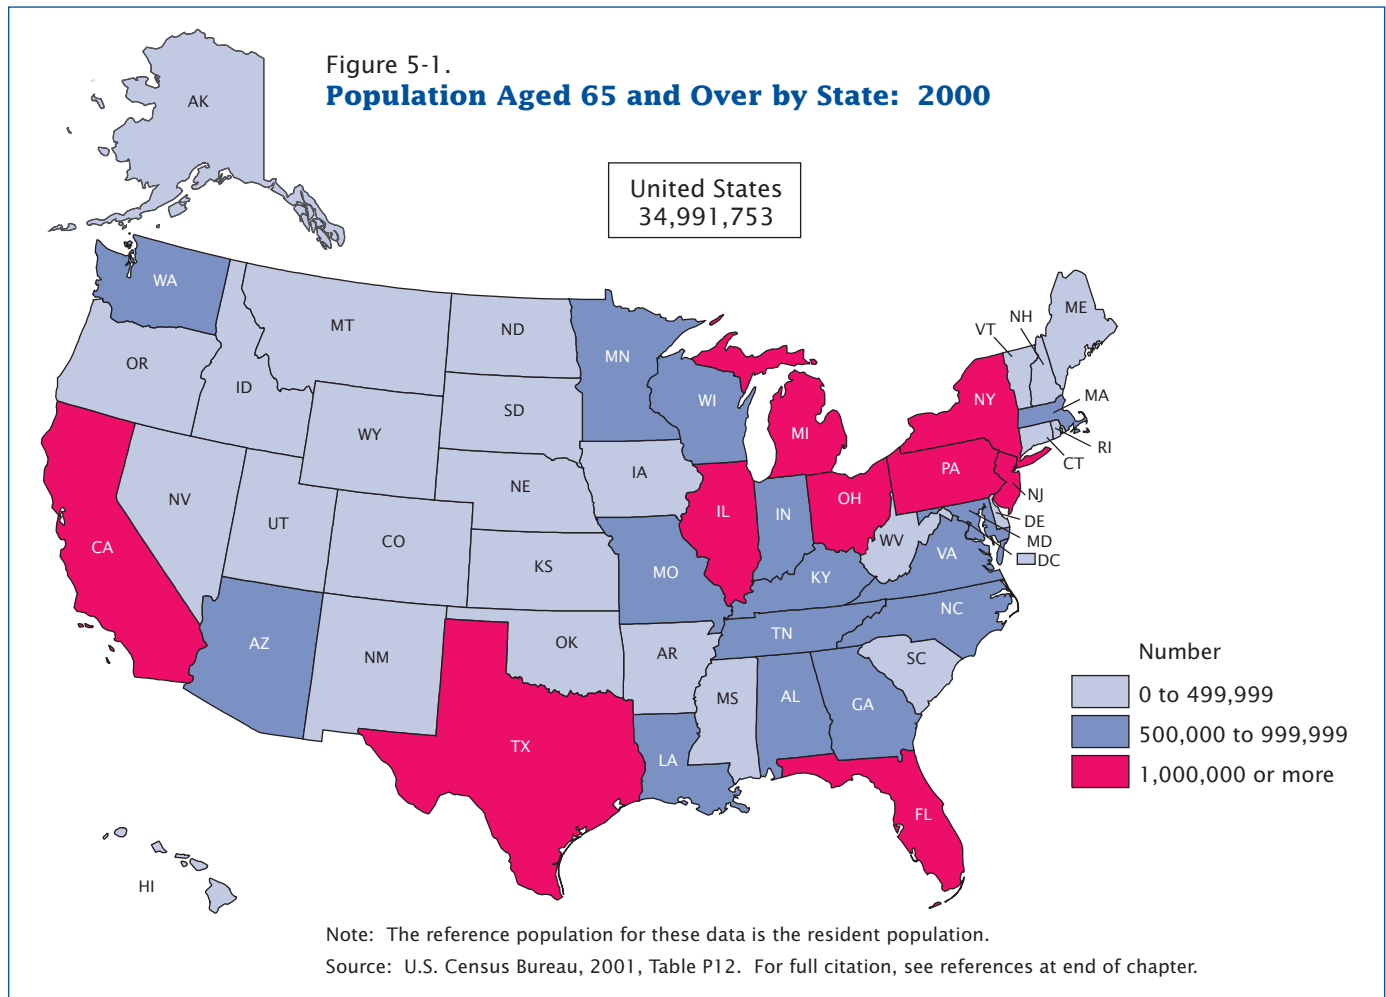 Figure 5-1.
Population Aged 65 and Over by State: 2000
United States
34,991,753
AK
WA
MT
ND
MN
ME
NH
VT
OR
ID
SD
WI
NY
MA
WY
MI
RI
CT
IA
PA
NE
NV
OH
NJ
IL
IN
UT
DE
CO
WV
MD
CA
VA
DC
KS
MO
KY
NC
TN
AZ
OK
NM
AR
SC
MS
AL
GA
TX
LA
FL
HI
Number
0 to 499,999
500,000 to 999,999
1,000,000 or more
Note: The reference population for these data is the resident population.
Source: U.S. Census Bureau, 2001, Table P12. For full citation, see references at end of chapter.